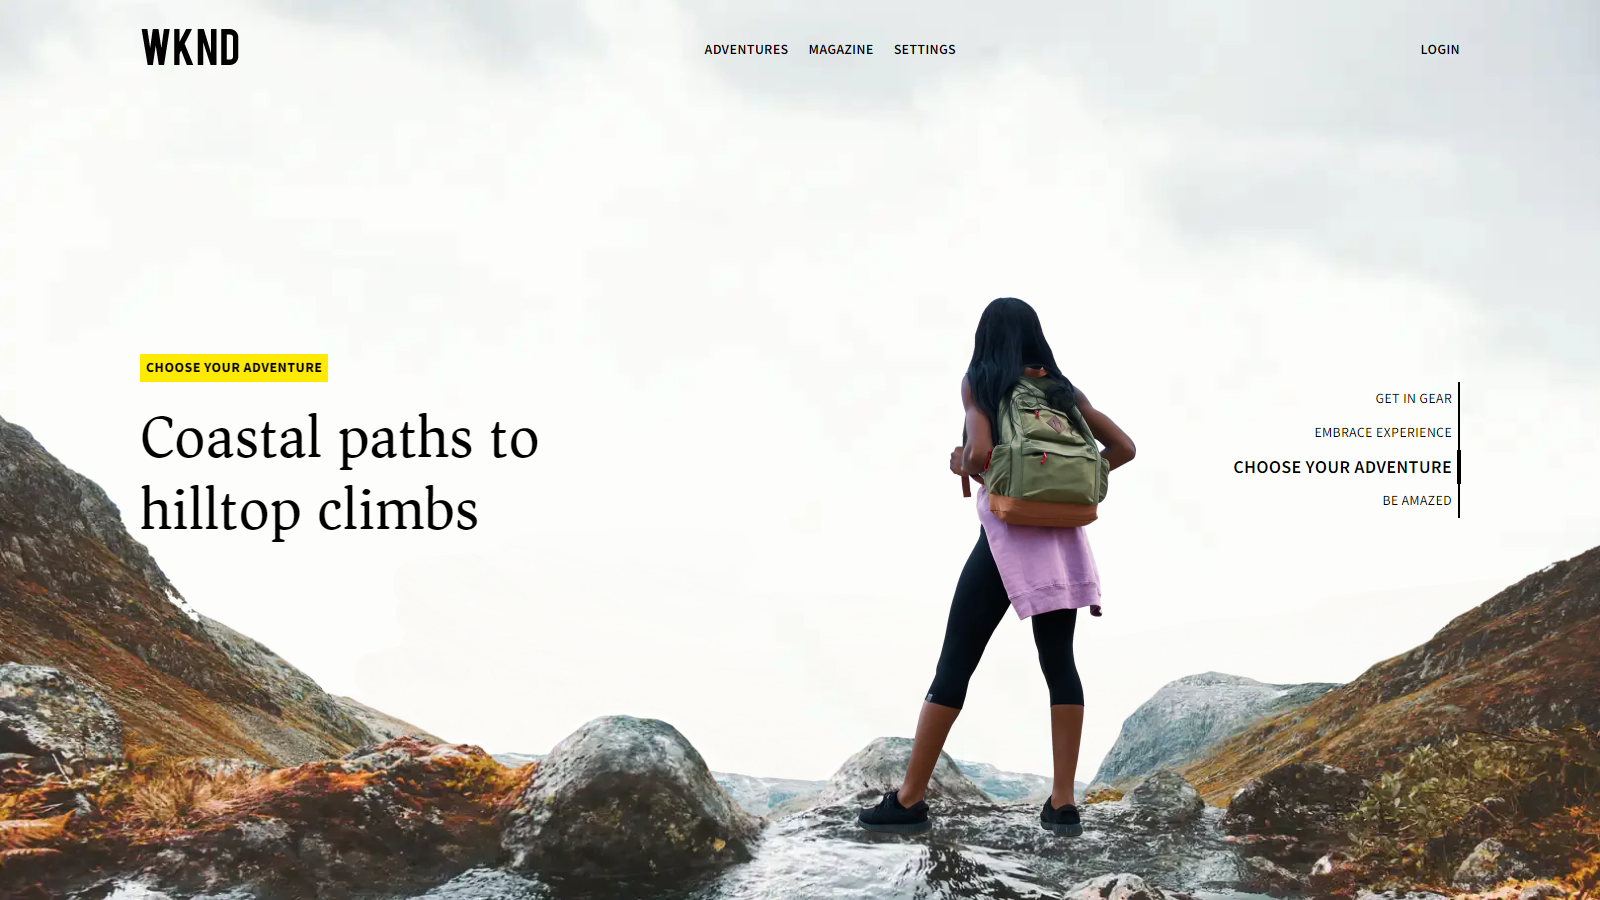 WKND
ADVENTURES MAGAZINE SETTINGS
LOGIN
CHOOSE YOUR ADVENTURE
Coastal paths to
hilltop climbs
GET IN GEAR
EMBRACE EXPERIENCE
CHOOSE YOUR ADVENTURE
BE AMAZED